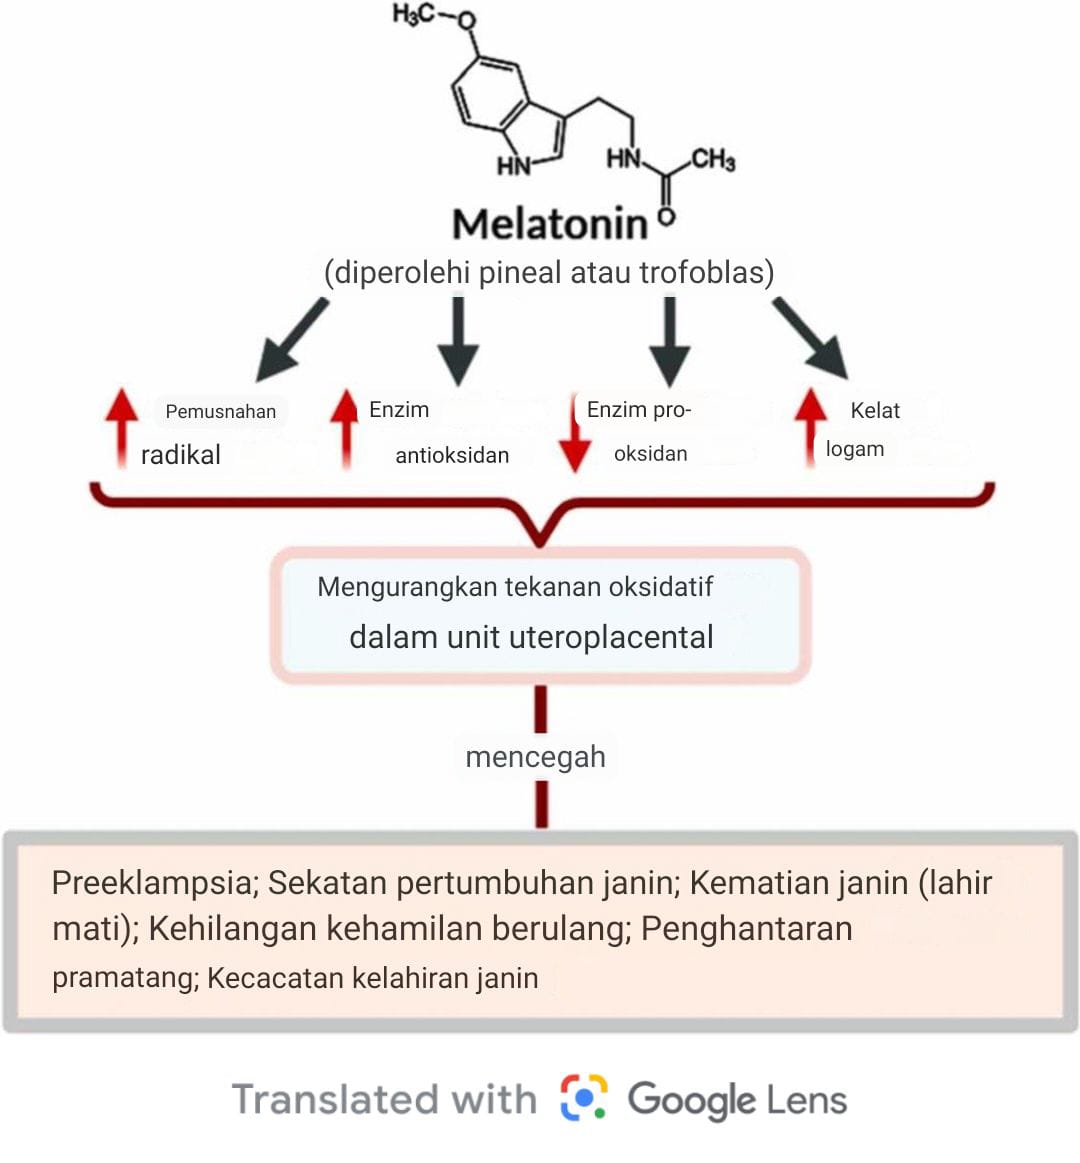 H₃C
O
HN
HN
CH₃
O
Melatonin
(diperolehi pineal atau trofoblas)
Pemusnahan
radikal
Enzim
antioksidan
Enzim pro-
oksidan
Kelat
logam
Mengurangkan tekanan oksidatif
dalam unit uteroplacental
mencegah
Preeklampsia; Sekatan pertumbuhan janin; Kematian janin (lahir
mati); Kehilangan kehamilan berulang; Penghantaran
pramatang; Kecacatan kelahiran janin
Translated with Google Lens